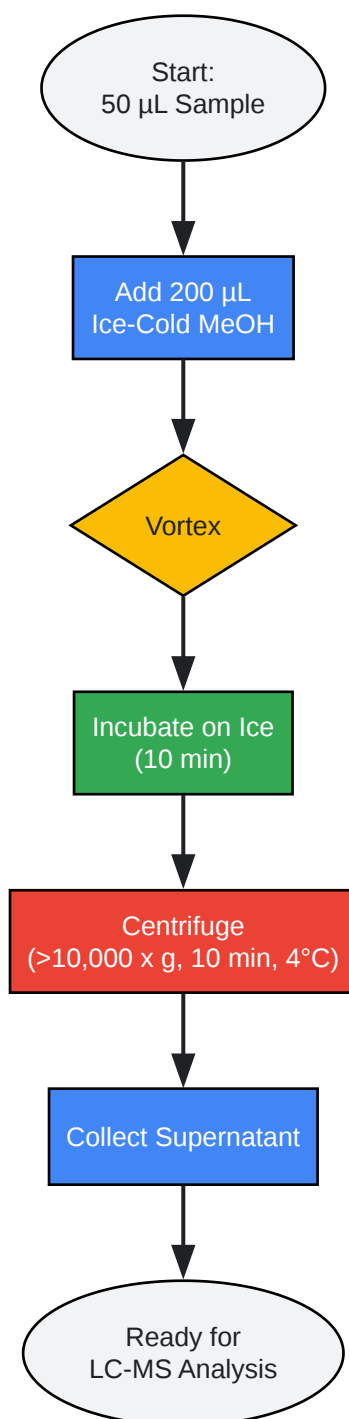 Start:
50 µL Sample
Add 200 µL
Ice-Cold MeOH
Vortex
Incubate on Ice
(10 min)
Centrifuge
(>10,000 x g, 10 min, 4°C)
Collect Supernatant
Ready for
LC-MS Analysis